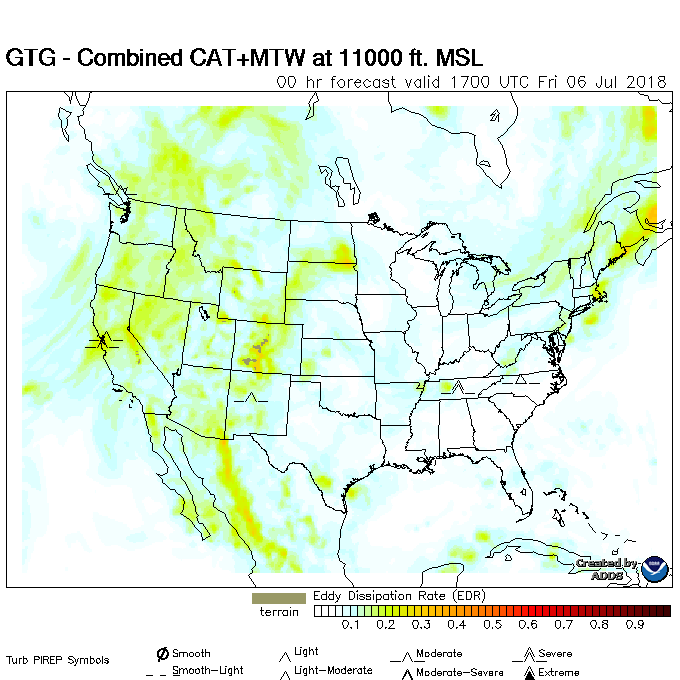 GTG - Combined CAT+MTW at 11000 ft. MSL
00 hr forecast valid 1700 UTC Fri 06 Jul 2018
Created by
ADDS
Eddy Dissipation Rate (EDR)
terrain
0.1 0.2 0.3 0.4 0.5 0.6 0.7 0.8 0.9
Turb PIREP Symbols
Smooth
Light
Moderate
Severe
Smooth-Light
Light-Moderate
Moderate-Severe
Extreme